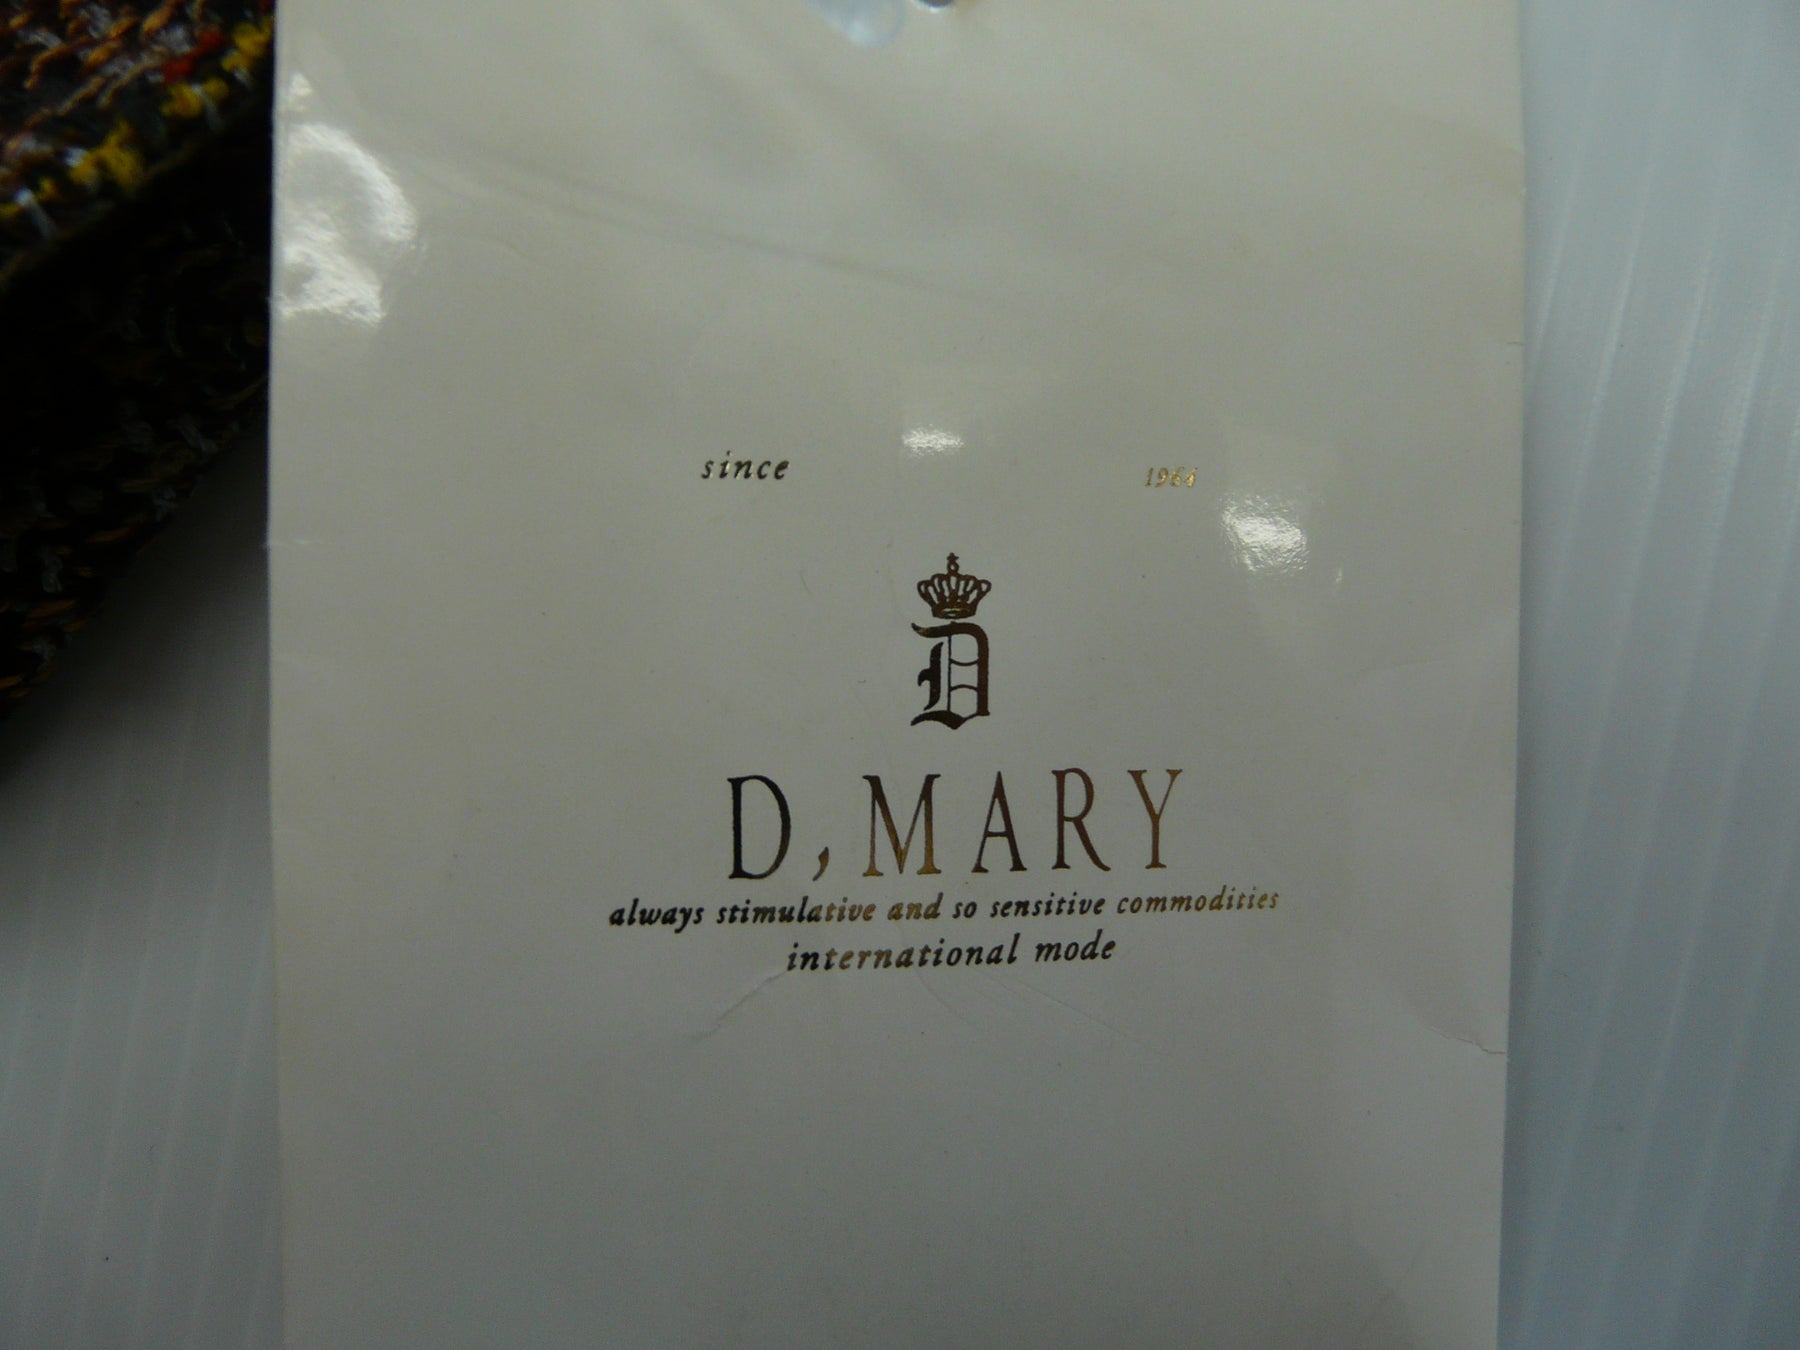 since 1964
D
D,MARY
always stimulative and so sensitive commodities
international mode